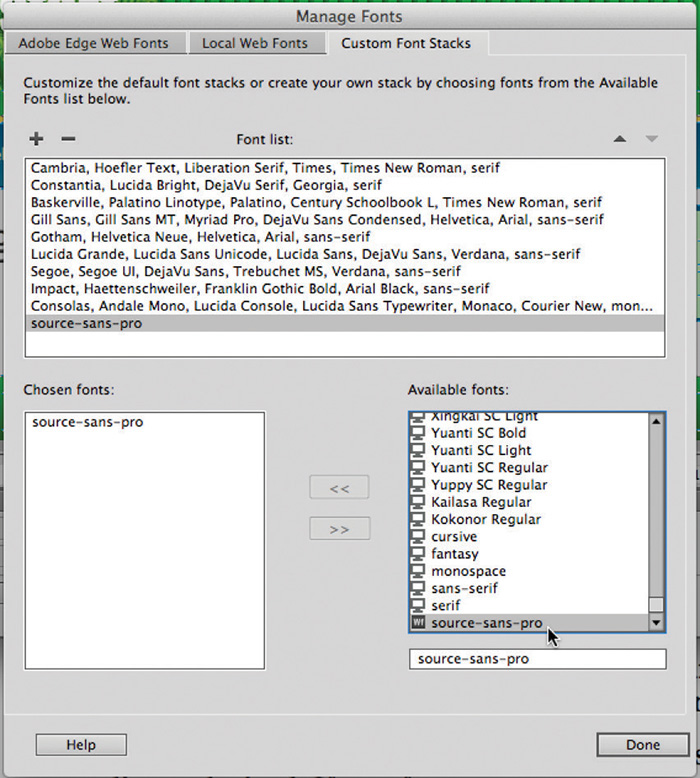 Manage Fonts
Adobe Edge Web Fonts
Local Web Fonts
Custom Font Stacks
Customize the default font stacks or create your own stack by choosing fonts from the Available
Fonts list below.
Font list:
Cambria, Hoefler Text, Liberation Serif, Times, Times New Roman, serif
Constantia, Lucida Bright, DejaVu Serif, Georgia, serif
Baskerville, Palatino Linotype, Palatino, Century Schoolbook L, Times New Roman, serif
Gill Sans, Gill Sans MT, Myriad Pro, DejaVu Sans Condensed, Helvetica, Arial, sans-serif
Gotham, Helvetica Neue, Helvetica, Arial, sans-serif
Lucida Grande, Lucida Sans Unicode, Lucida Sans, DejaVu Sans, Verdana, sans-serif
Segoe, Segoe UI, DejaVu Sans, Trebuchet MS, Verdana, sans-serif
Impact, Haettenschweiler, Franklin Gothic Bold, Arial Black, sans-serif
Consolas, Andale Mono, Lucida Console, Lucida Sans Typewriter, Monaco, Courier New, mon...
source-sans-pro
Chosen fonts:
source-sans-pro
<<
>>
Available fonts:
Xingkai SC Light
Yuanti SC Bold
Yuanti SC Light
Yuanti SC Regular
Yuppy SC Regular
Kailasa Regular
Kokonor Regular
cursive
fantasy
monospace
sans-serif
serif
Wf source-sans-pro
source-sans-pro
Help
Done